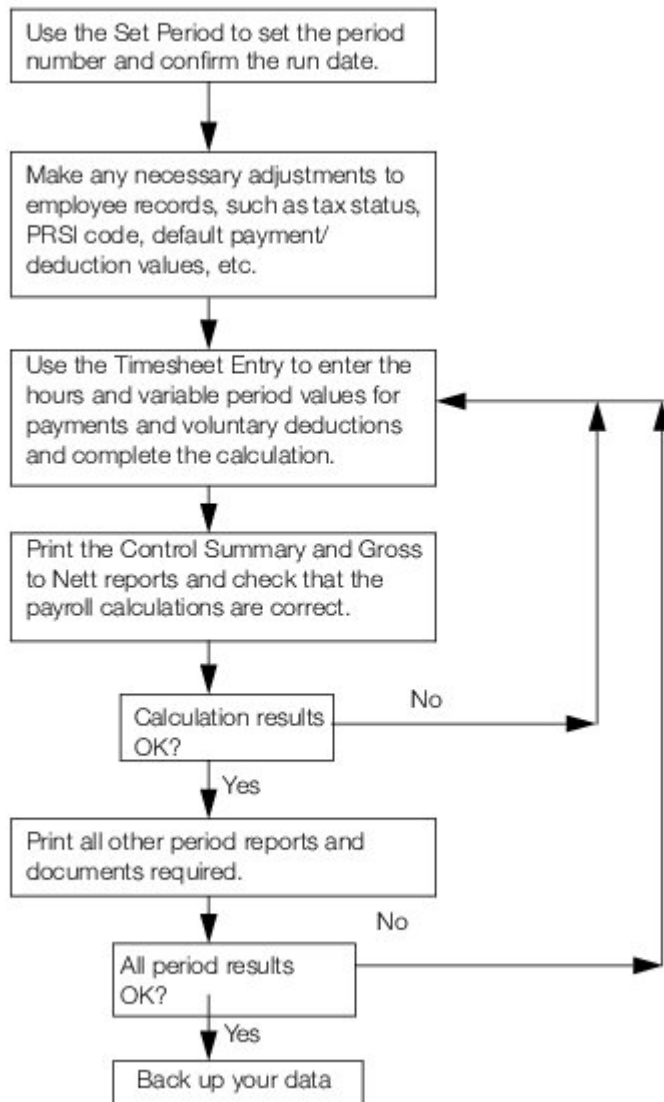 Use the Set Period to set the period
number and confirm the run date.
Make any necessary adjustments to
employee records, such as tax status,
PRSI code, default payment/
deduction values, etc.
Use the Timesheet Entry to enter the
hours and variable period values for
payments and voluntary deductions
and complete the calculation.
Print the Control Summary and Gross
to Nett reports and check that the
payroll calculations are correct.
Calculation results
OK?
No
Yes
Print all other period reports and
documents required.
No
All period results
OK?
Yes
Back up your data